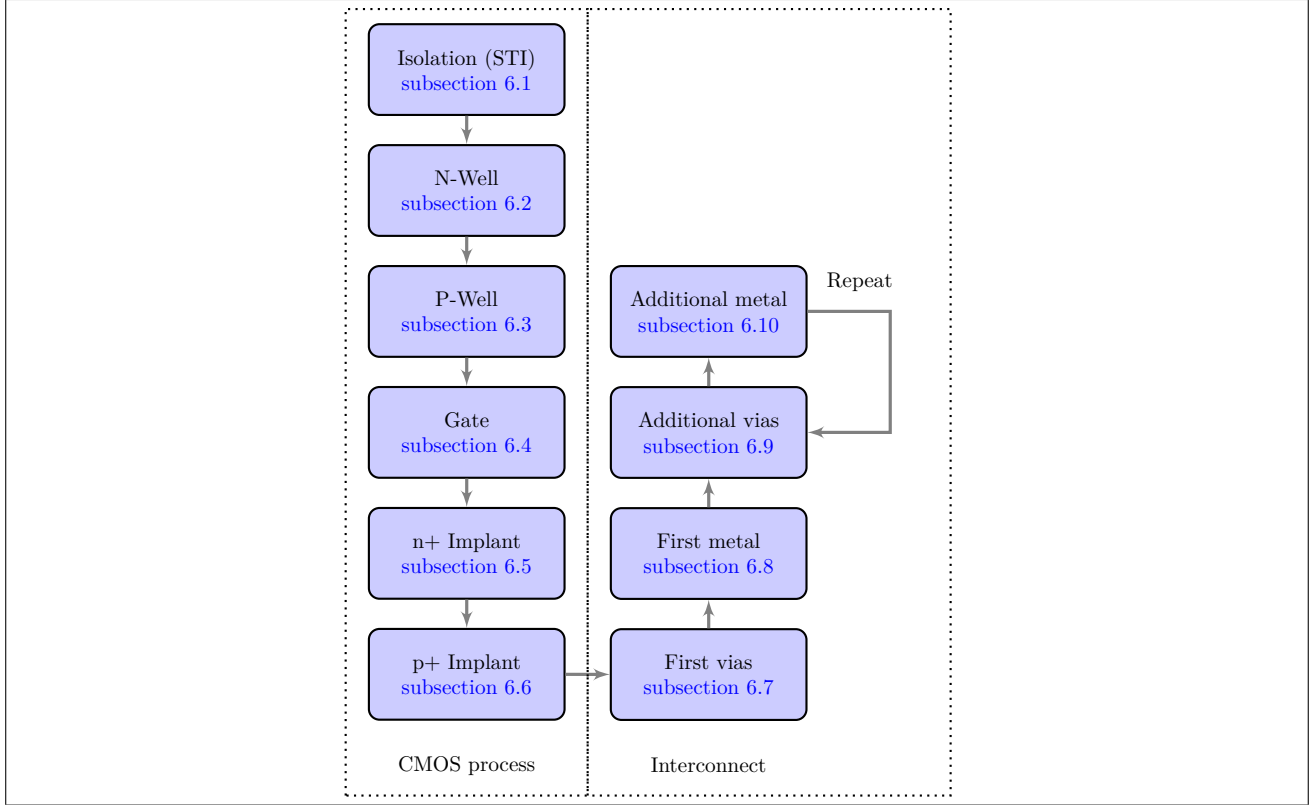 Isolation (STI)
subsection 6.1
N-Well
subsection 6.2
P-Well
subsection 6.3
Gate
subsection 6.4
n+ Implant
subsection 6.5
p+ Implant
subsection 6.6
CMOS process
Additional metal
subsection 6.10
Repeat
Additional vias
subsection 6.9
First metal
subsection 6.8
First vias
subsection 6.7
Interconnect